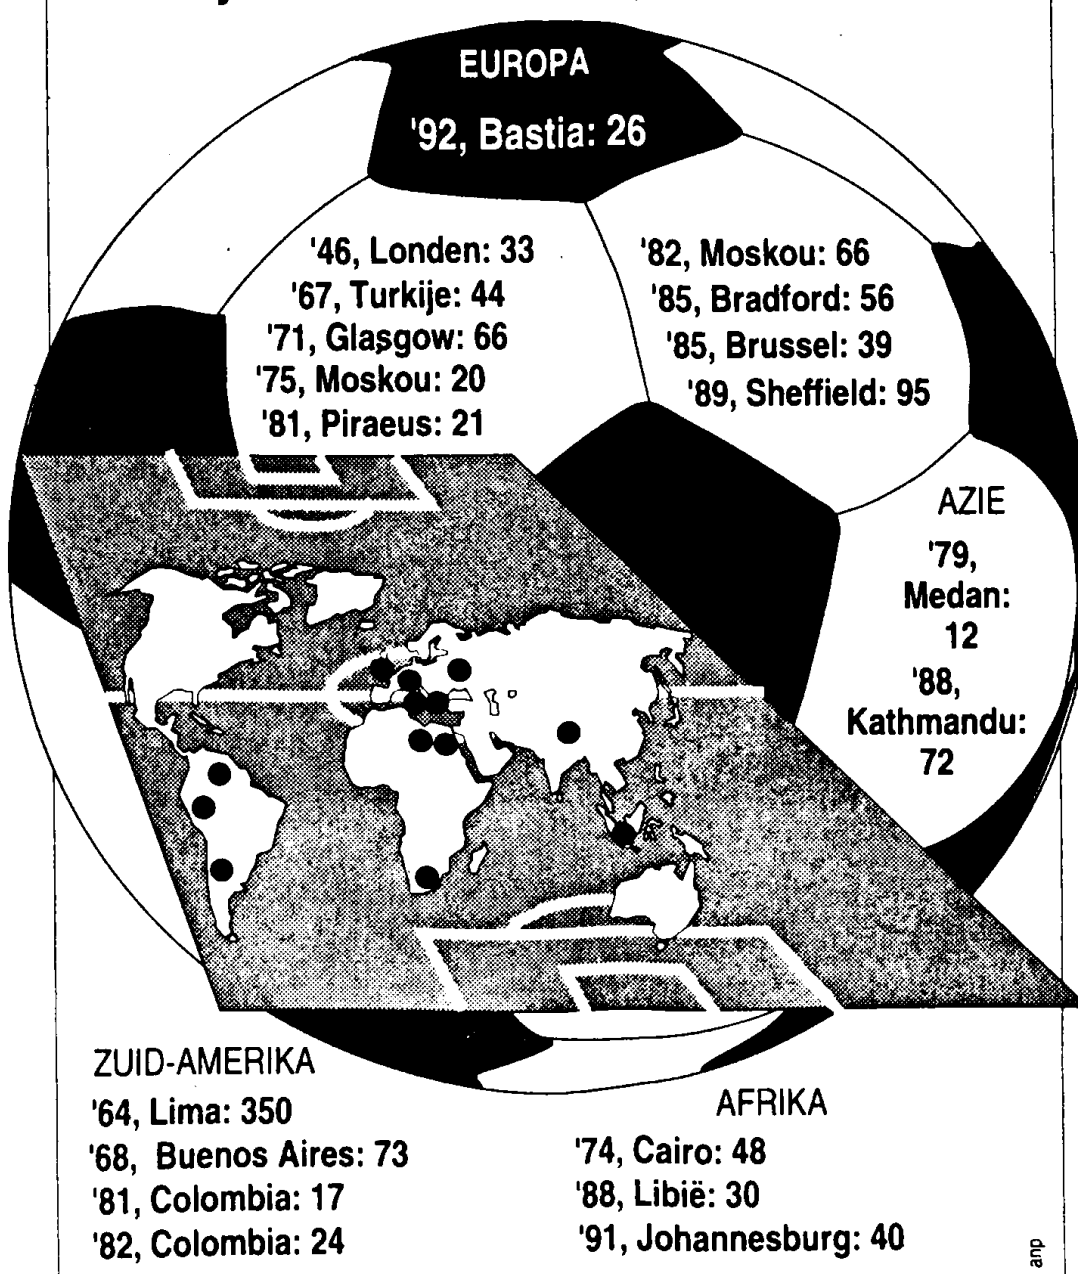 EUROPA
'92, Bastia: 26
'46, Londen: 33
'67, Turkije: 44
'71, Glasgow: 66
'75, Moskou: 20
'81, Piraeus: 21
'82, Moskou: 66
'85, Bradford: 56
'85, Brussel: 39
'89, Sheffield: 95
AZIE
'79,
Medan:
12
'88,
Kathmandu:
72
ZUID-AMERIKA
'64, Lima: 350
'68, Buenos Aires: 73
'81, Colombia: 17
'82, Colombia: 24
AFRIKA
'74, Cairo: 48
'88, Libië: 30
'91, Johannesburg: 40
anp